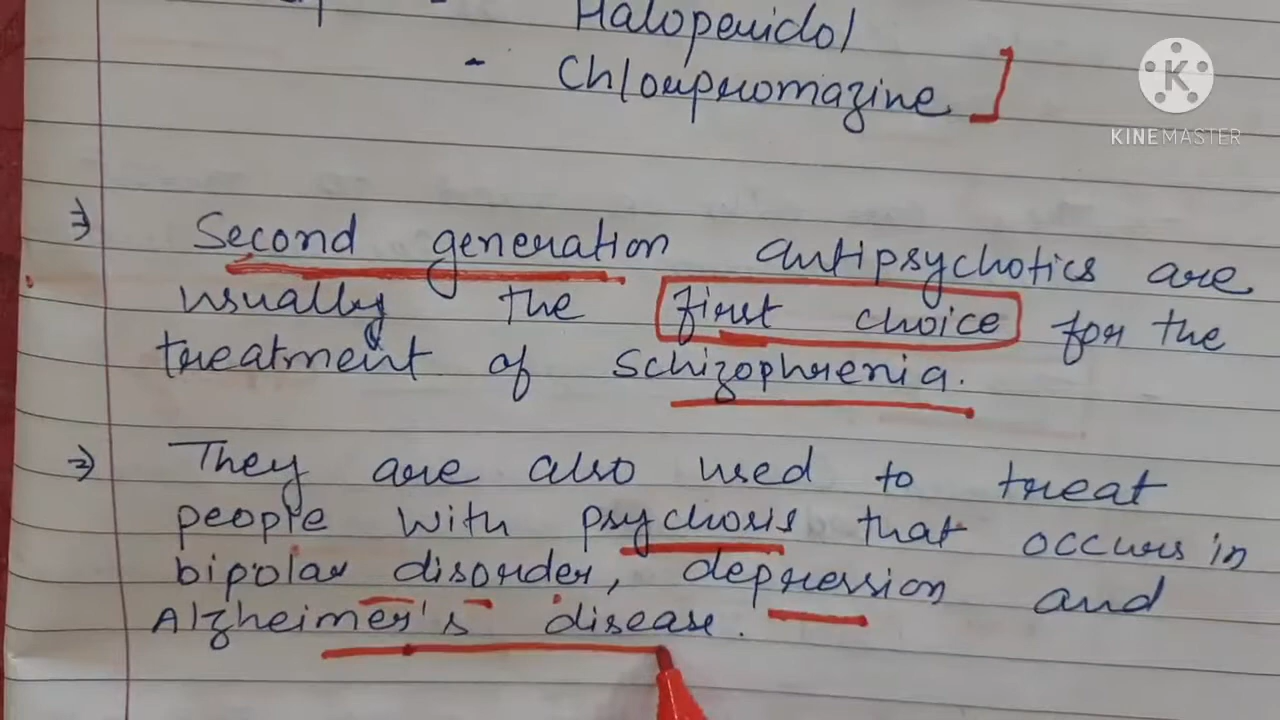 - Haloperidol
- Chlorpromazine ]
K
KINEMASTER
⇒ Second generation antipsychotics are
usually the first choice for the
treatment of Schizophrenia.
⇒ They are also used to treat
people with psychosis that occurs in
bipolar disorder, depression and
Alzheimer's disease.